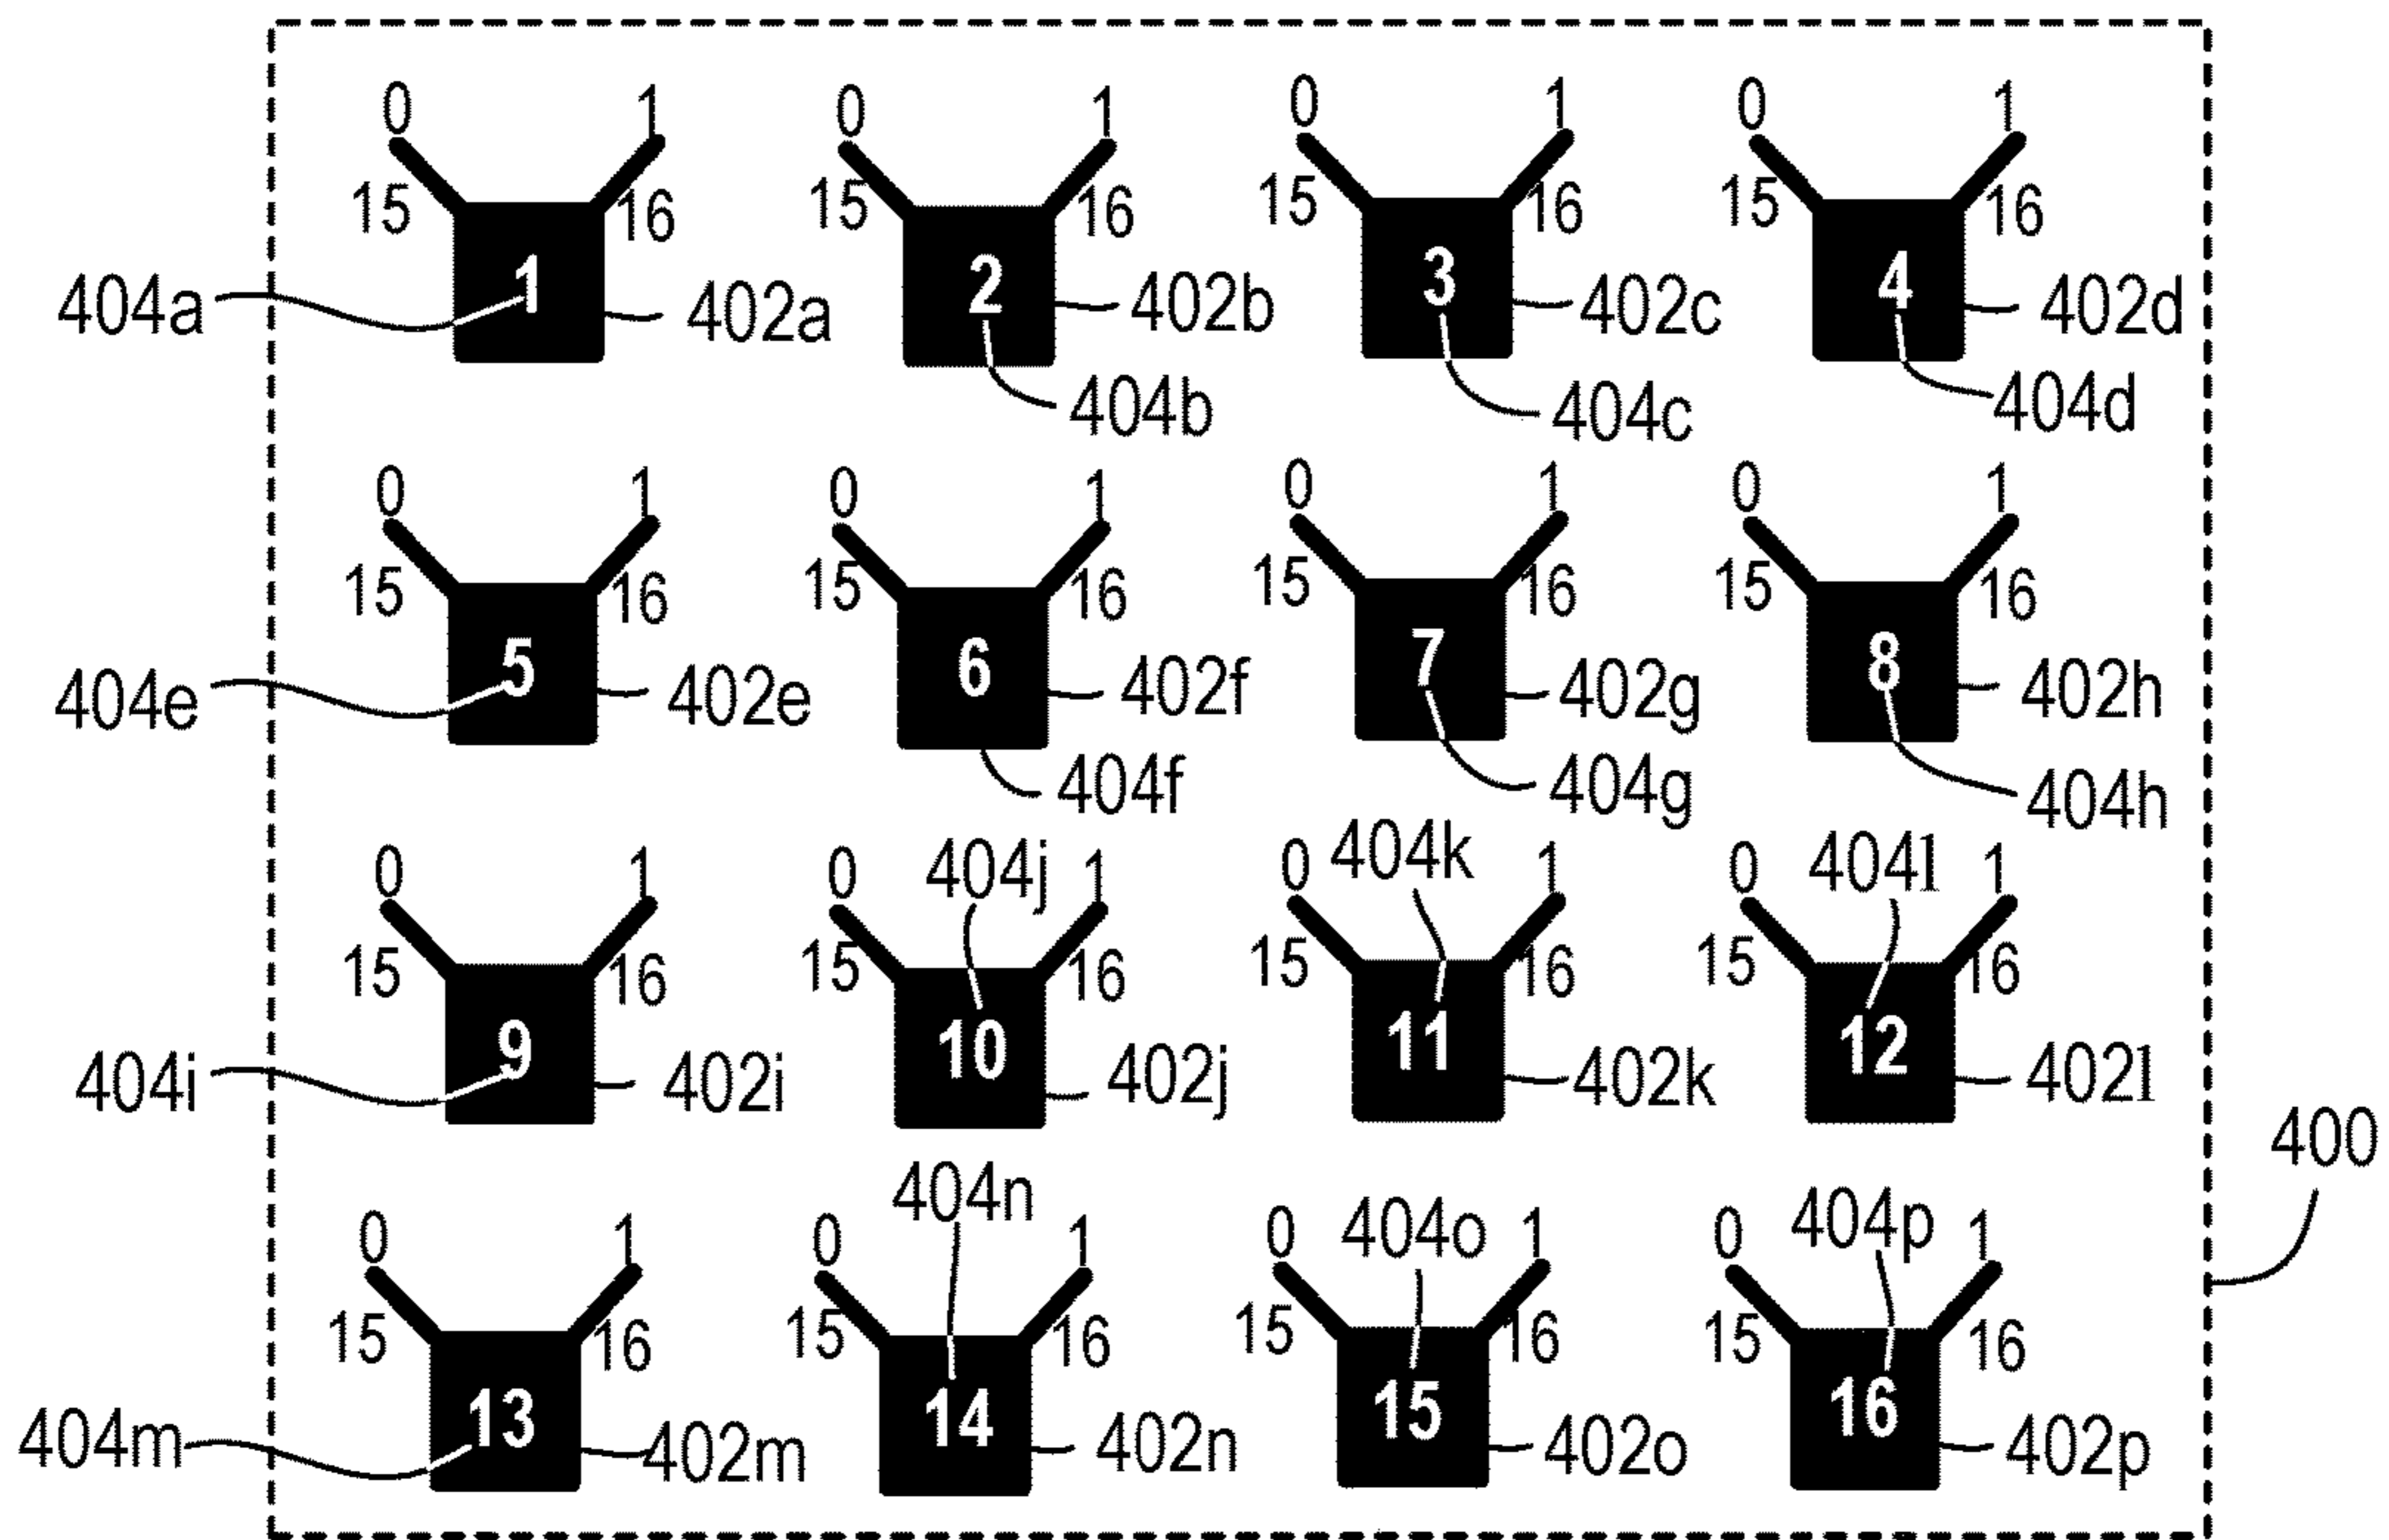 0 1 0 1 0 1 0 1
15 16 15 16 15 16 15 16
404a 1 402a 2 402b 3 402c 4 402d
404b 404c 404d
0 1 0 1 0 1 0 1
15 16 15 16 15 16 15 16
404e 5 402e 6 402f 7 402g 8 402h
404f 404g 404h
0 1 0 404j 1 0 404k 1 0 404l 1
15 16 15 16 15 16 15 16
404i 9 402i 10 402j 11 402k 12 402l
400
0 1 0 404n 1 0 404o 1 0 404p 1
15 16 15 16 15 16 15 16
404m 13 402m 14 402n 15 402o 16 402p